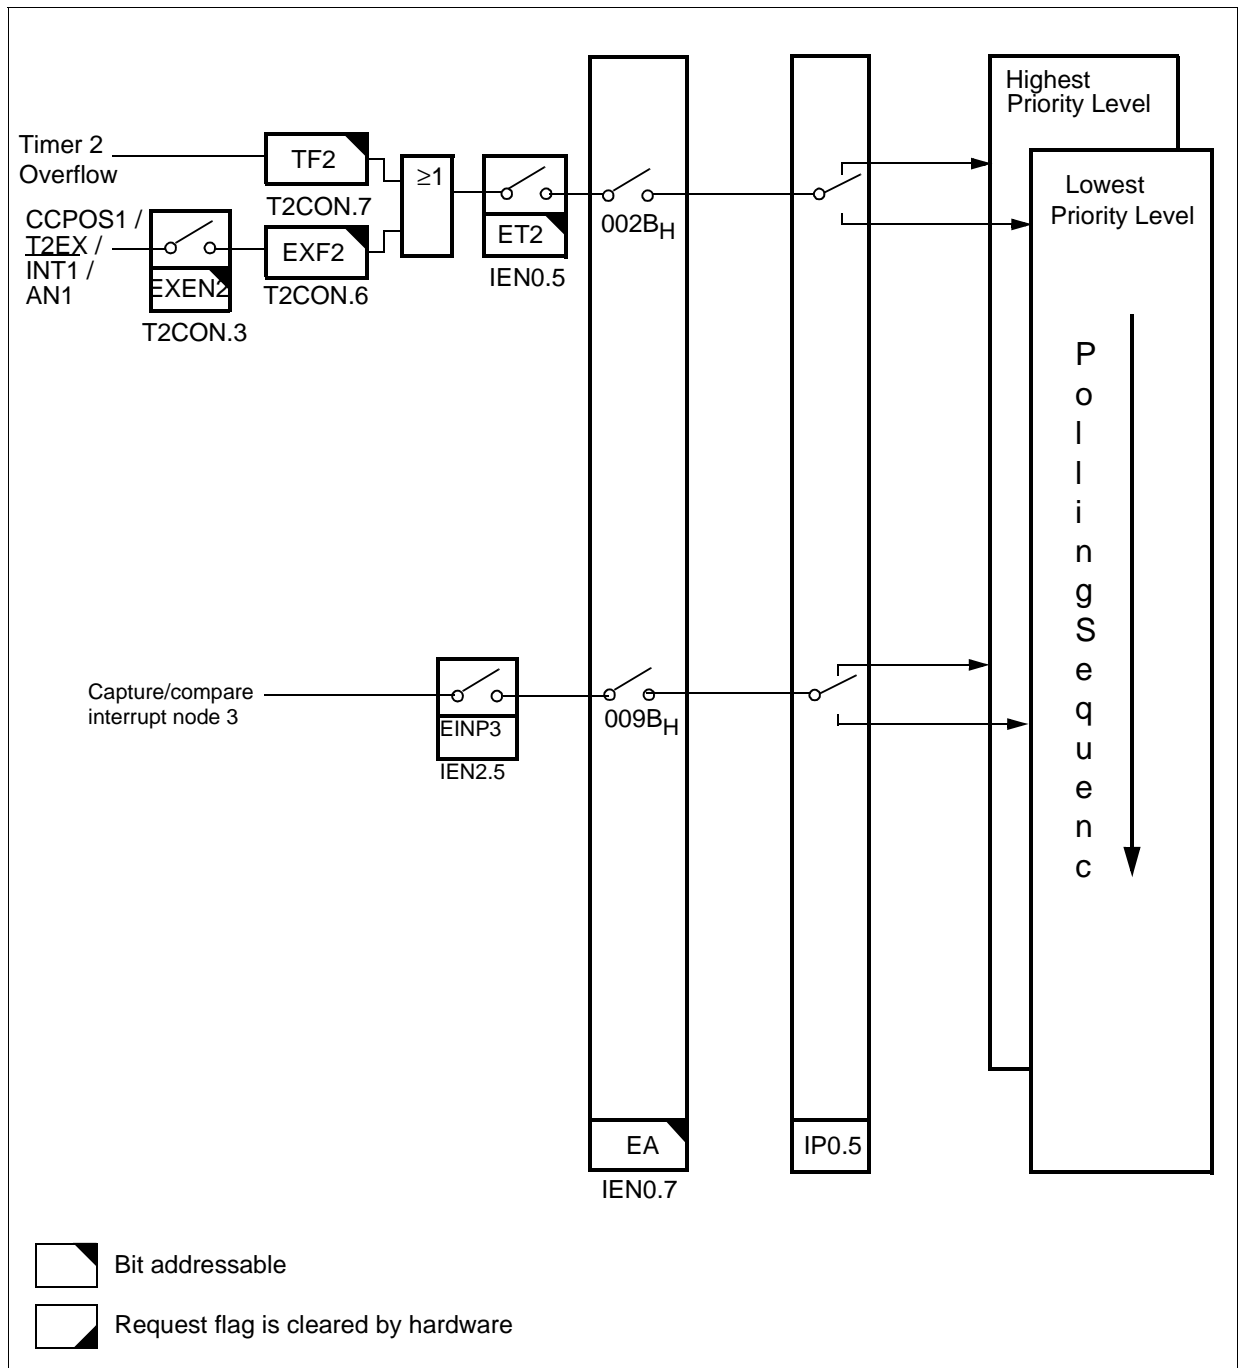 Highest
Priority Level
Timer 2
Overflow
TF2
T2CON.7
≥1
Lowest
Priority Level
CCPOS1 /
T2EX /
INT1 /
AN1
EXEN2
T2CON.3
EXF2
T2CON.6
ET2
IEN0.5
002BH
P
o
l
l
i
n
g
S
e
q
u
e
n
c
Capture/compare
interrupt node 3
EINP3
IEN2.5
009BH
EA
IEN0.7
IP0.5
Bit addressable
Request flag is cleared by hardware